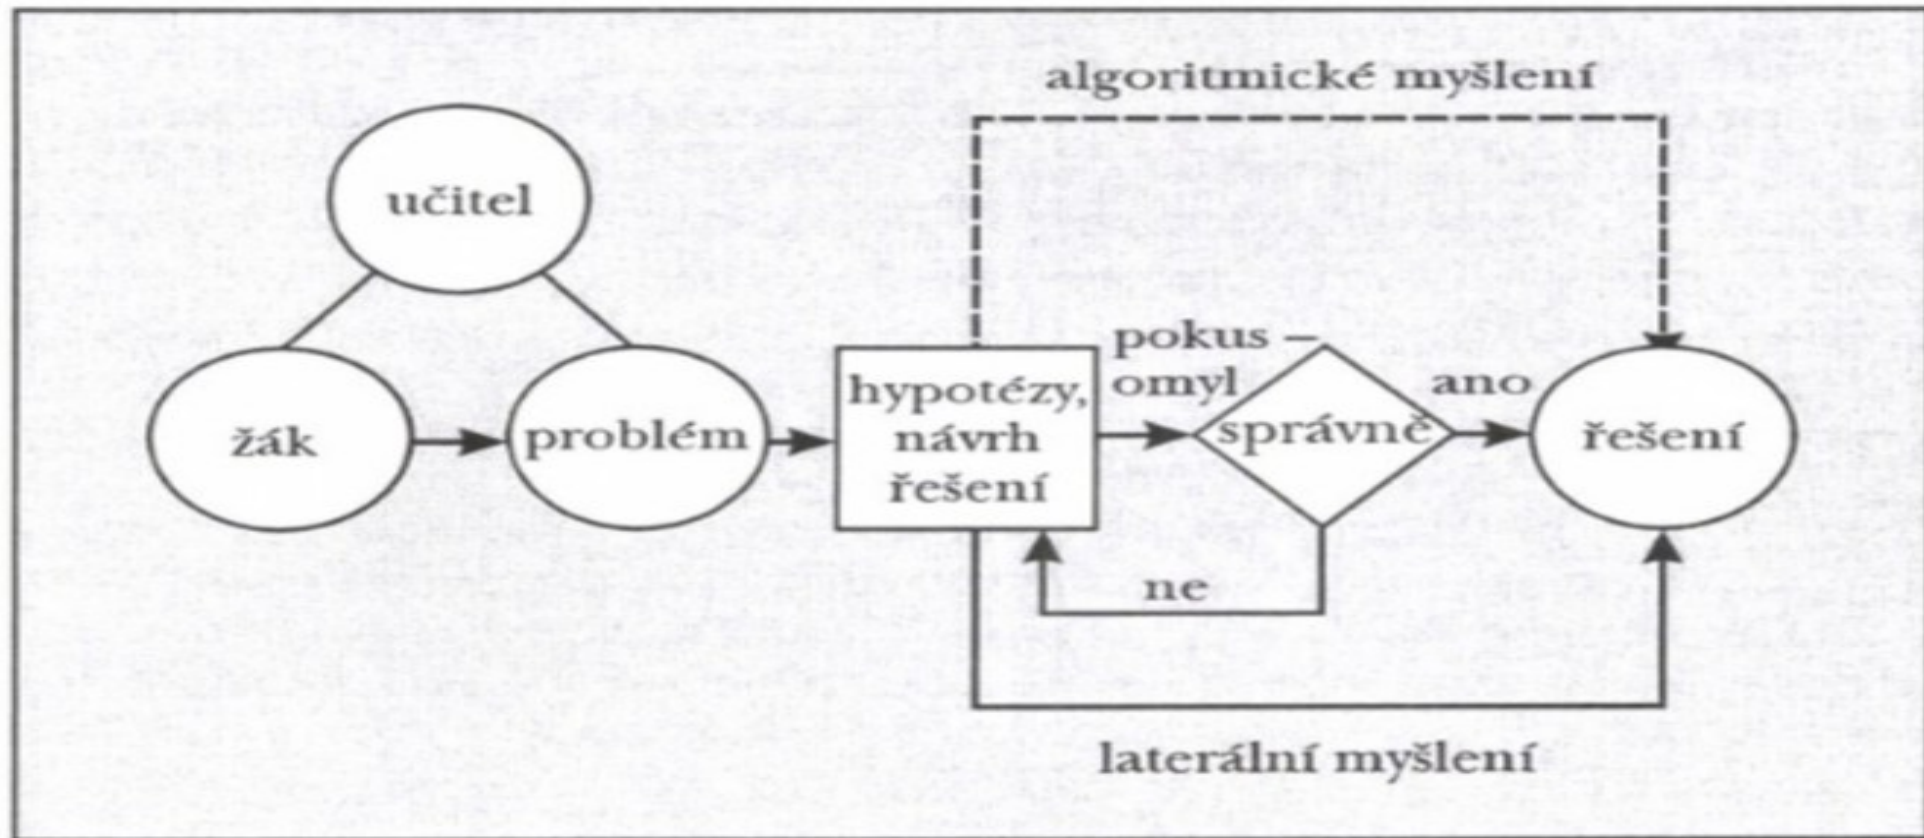 algoritmické myšlení
učitel
žák
problém
hypotézy,
návrh
řešení
pokus –
omyl
správně
ano
řešení
ne
laterální myšlení